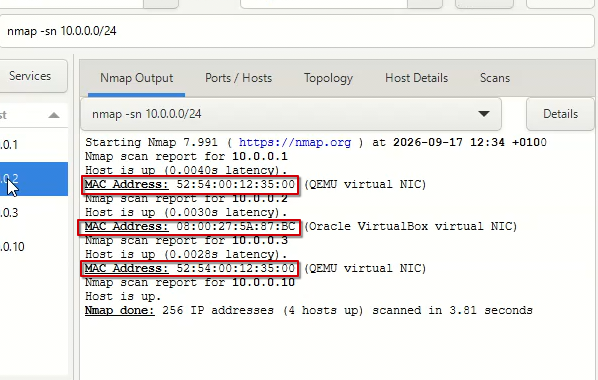 nmap -sn 10.0.0.0/24
Services
Nmap Output
Ports / Hosts
Topology
Host Details
Scans
st
nmap -sn 10.0.0.0/24
Details
.0.1
.0.2
.0.3
.0.10
Starting Nmap 7.991 ( https://nmap.org ) at 2026-09-17 12:34 +0100
Nmap scan report for 10.0.0.1
Host is up (0.0040s latency).
MAC Address: 52:54:00:12:35:00 (QEMU virtual NIC)
Nmap scan report for 10.0.0.2
Host is up (0.0030s latency).
MAC Address: 08:00:27:5A:87:BC (Oracle VirtualBox virtual NIC)
Nmap scan report for 10.0.0.3
Host is up (0.0028s latency).
MAC Address: 52:54:00:12:35:00 (QEMU virtual NIC)
Nmap scan report for 10.0.0.10
Host is up.
Nmap done: 256 IP addresses (4 hosts up) scanned in 3.81 seconds